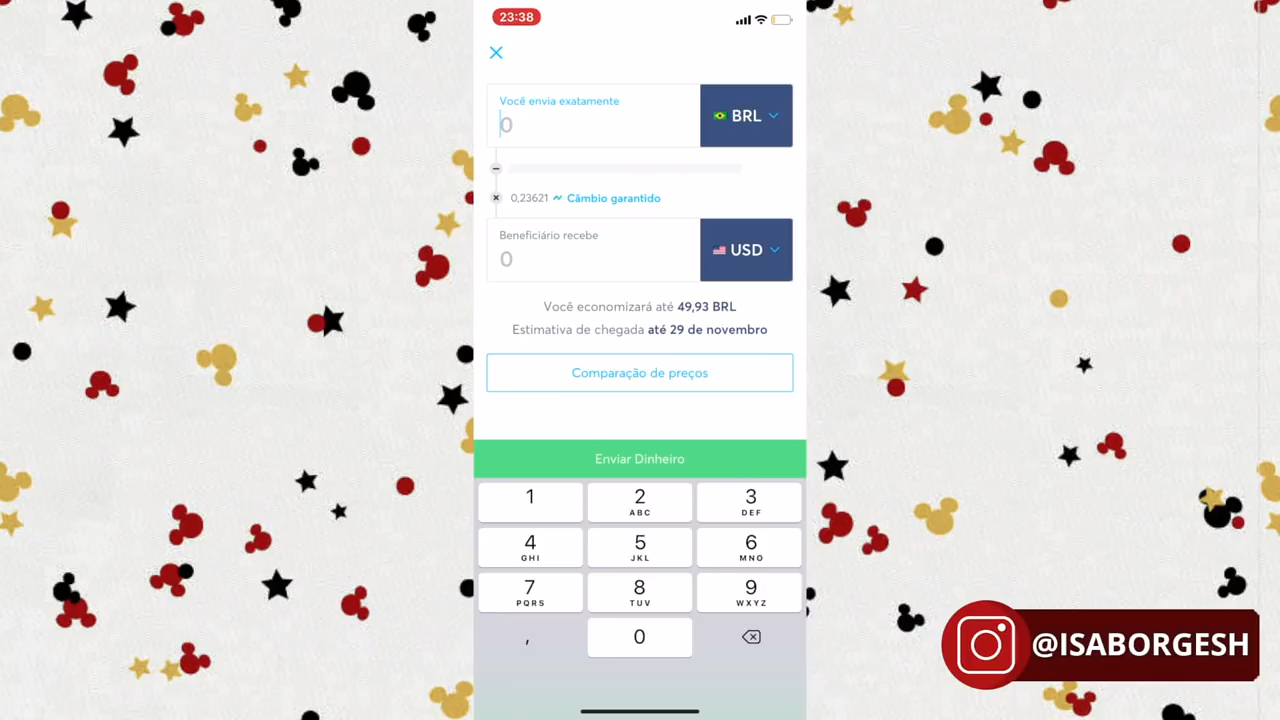 23:38
Você envia exatamente
0
BRL
0,23621 Câmbio garantido
Beneficiário recebe
0
USD
Você economizará até 49,93 BRL
Estimativa de chegada até 29 de novembro
Comparação de preços
Enviar Dinheiro
1 2 3
ABC DEF
4 5 6
GHI JKL MNO
7 8 9
PQRS TUV WXYZ
, 0
@ISABORGESH